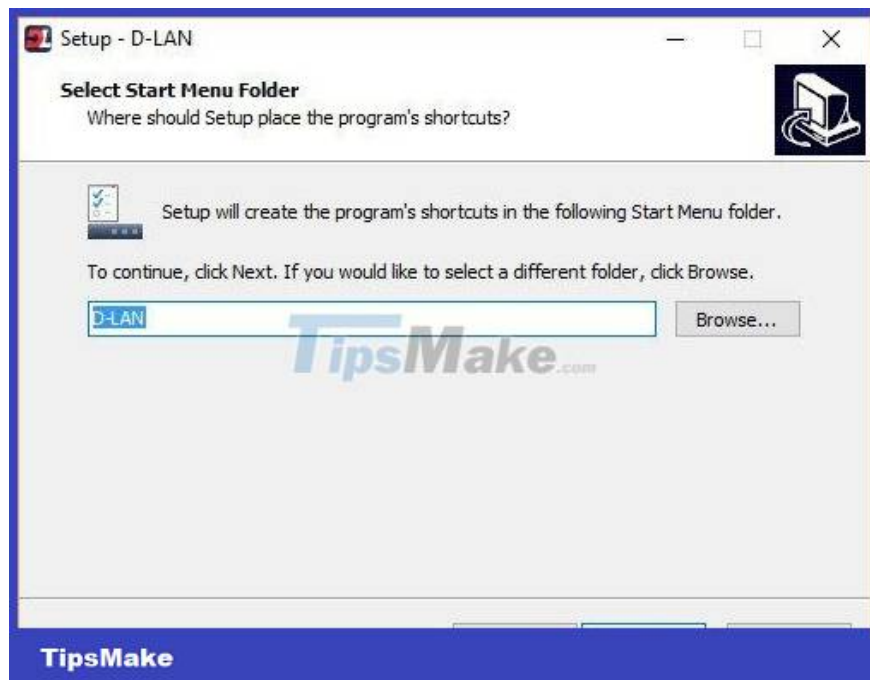 Setup - D-LAN
Select Start Menu Folder
Where should Setup place the program's shortcuts?
Setup will create the program's shortcuts in the following Start Menu folder.
To continue, click Next. If you would like to select a different folder, click Browse.
D-LAN
Browse...
TipsMake.com
TipsMake